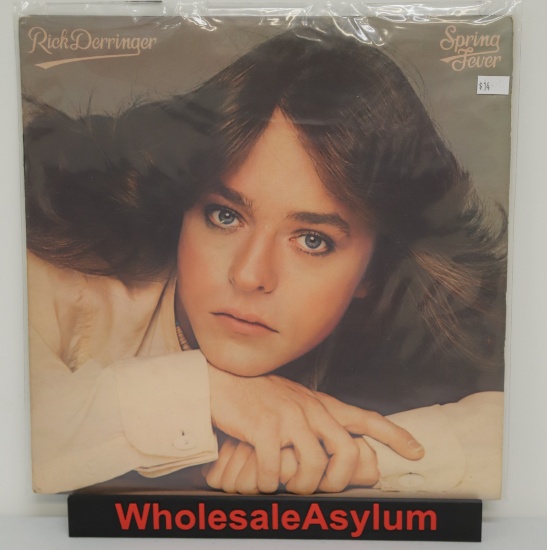 Rick Derringer
Spring
Fever
WholesaleAsylum